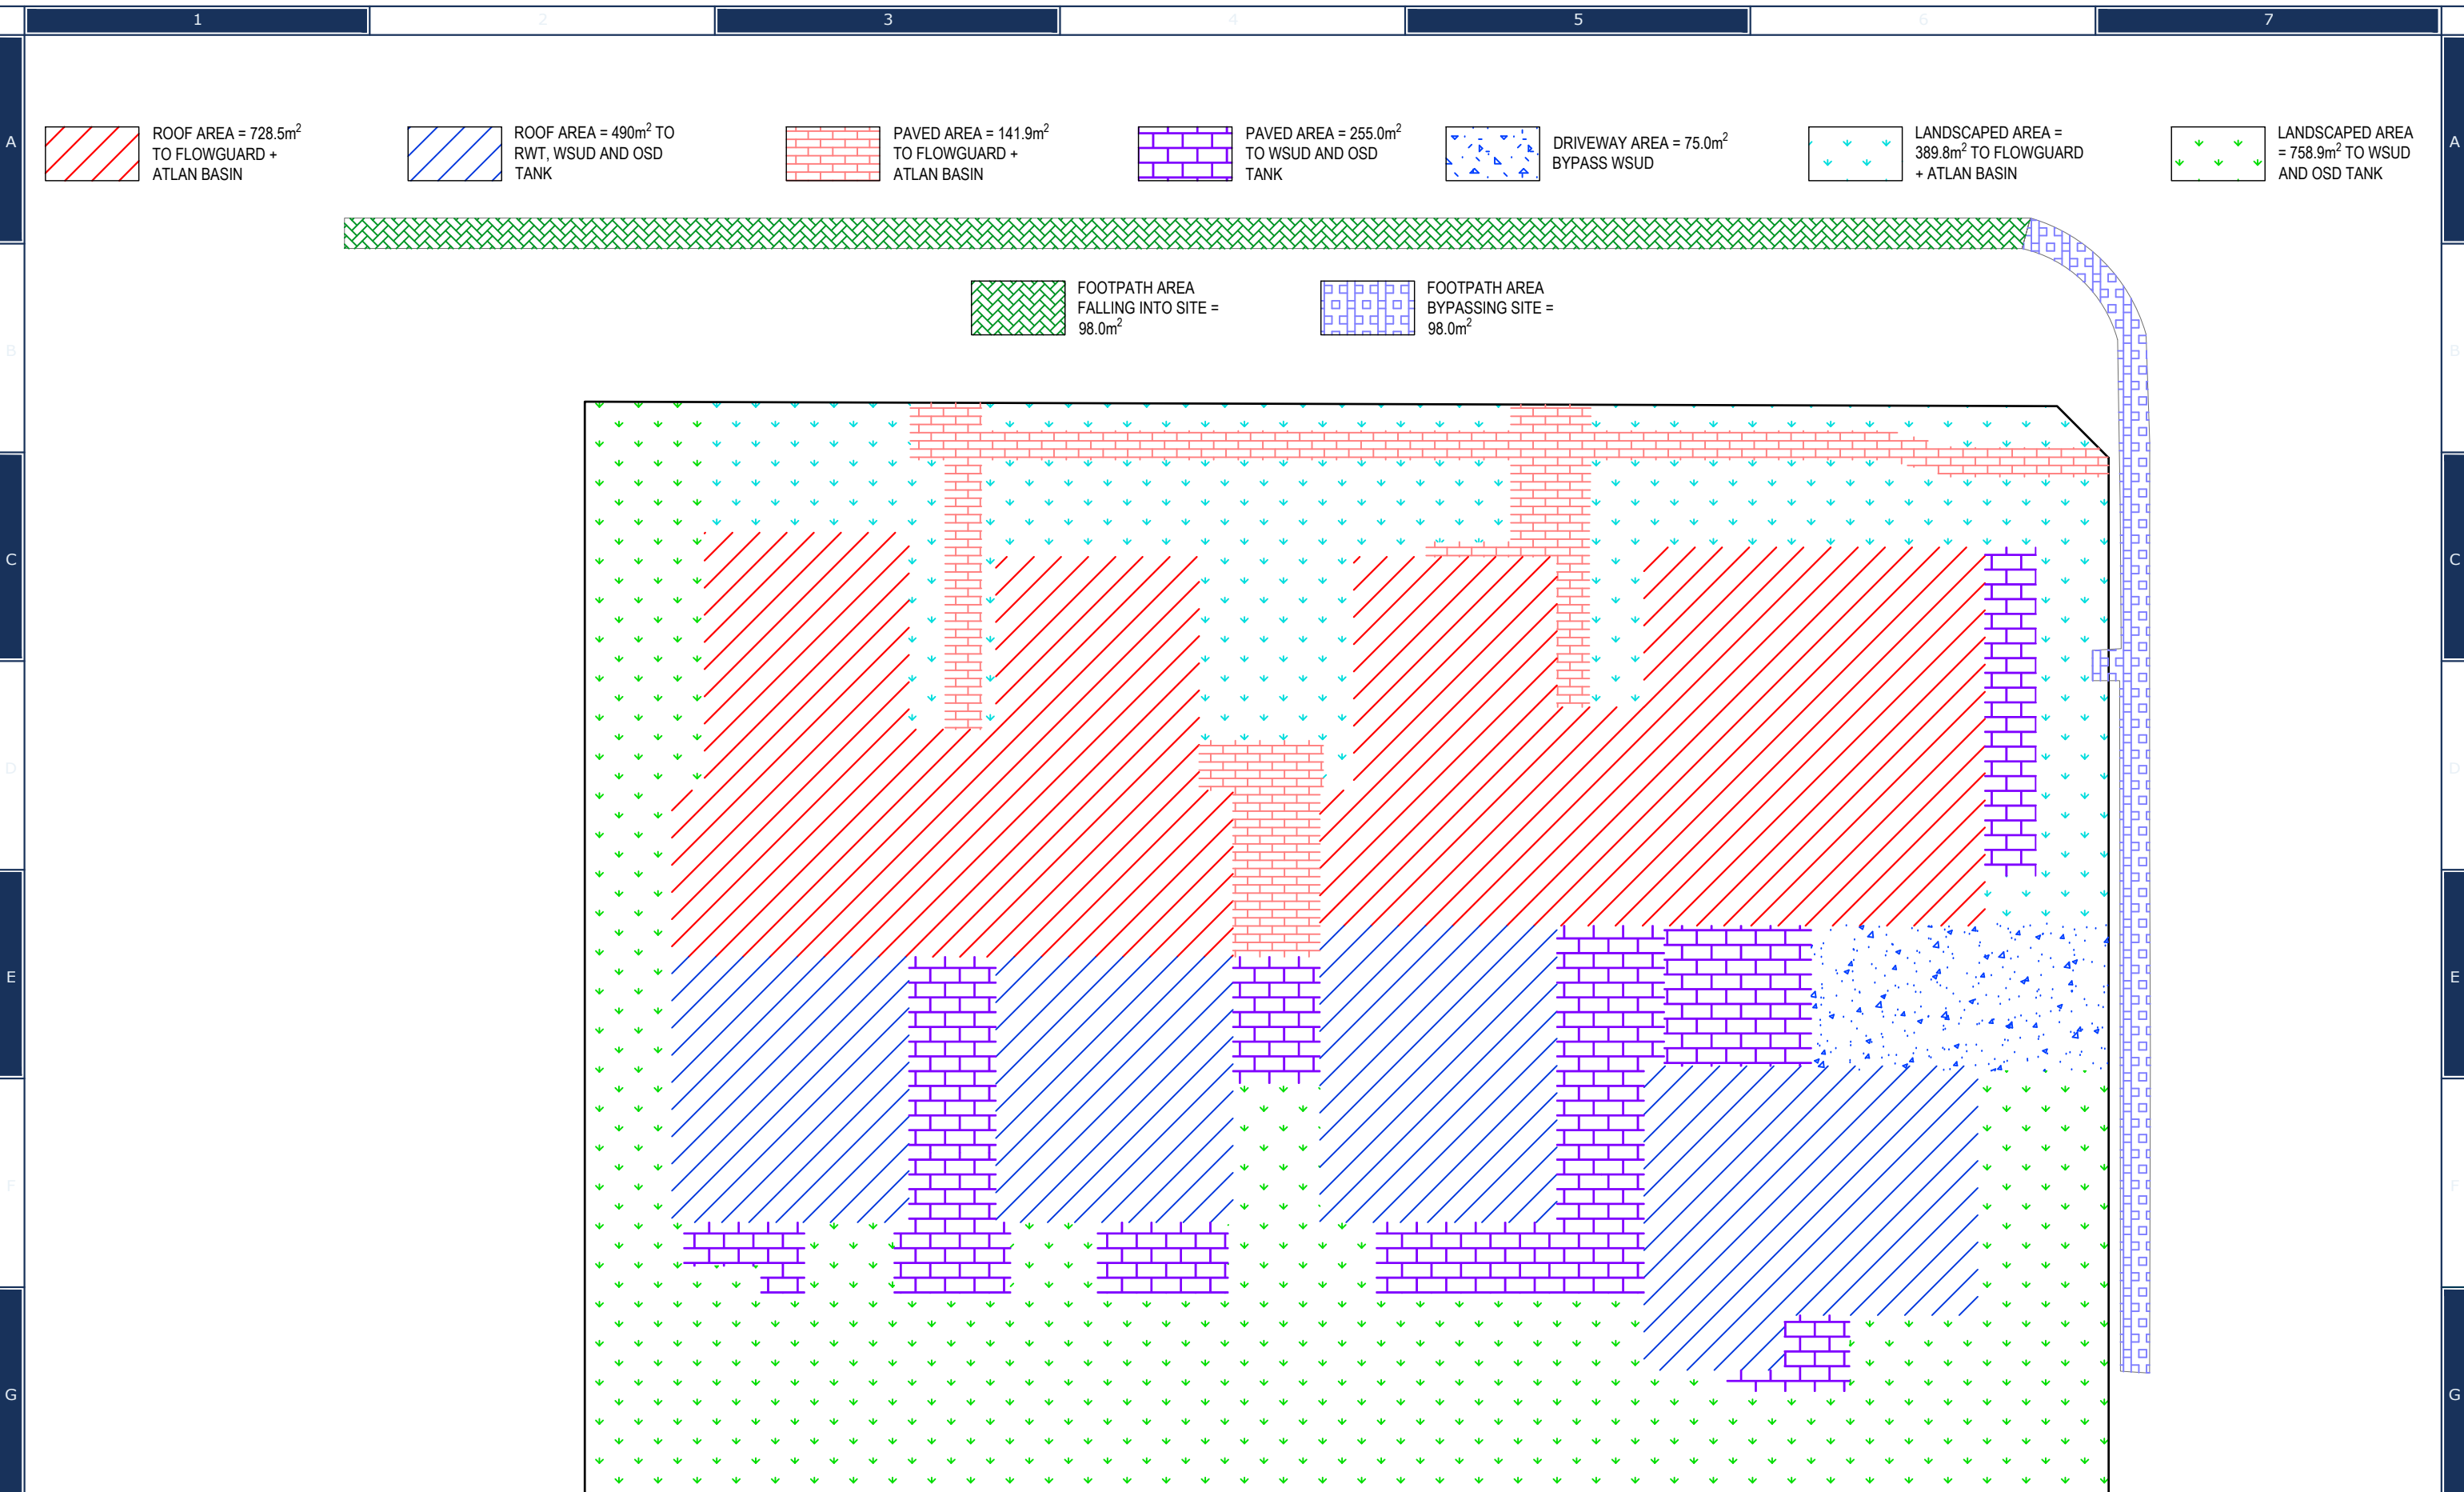 1 2 3 4 5 6 7
A A
ROOF AREA = 728.5m²
TO FLOWGUARD +
ATLAN BASIN
ROOF AREA = 490m² TO
RWT, WSUD AND OSD
TANK
PAVED AREA = 141.9m²
TO FLOWGUARD +
ATLAN BASIN
PAVED AREA = 255.0m²
TO WSUD AND OSD
TANK
DRIVEWAY AREA = 75.0m²
BYPASS WSUD
LANDSCAPED AREA =
389.8m² TO FLOWGUARD
+ ATLAN BASIN
LANDSCAPED AREA
= 758.9m² TO WSUD
AND OSD TANK
FOOTPATH AREA
FALLING INTO SITE =
98.0m²
FOOTPATH AREA
BYPASSING SITE =
98.0m²
B B
C C
D D
E E
F F
G G